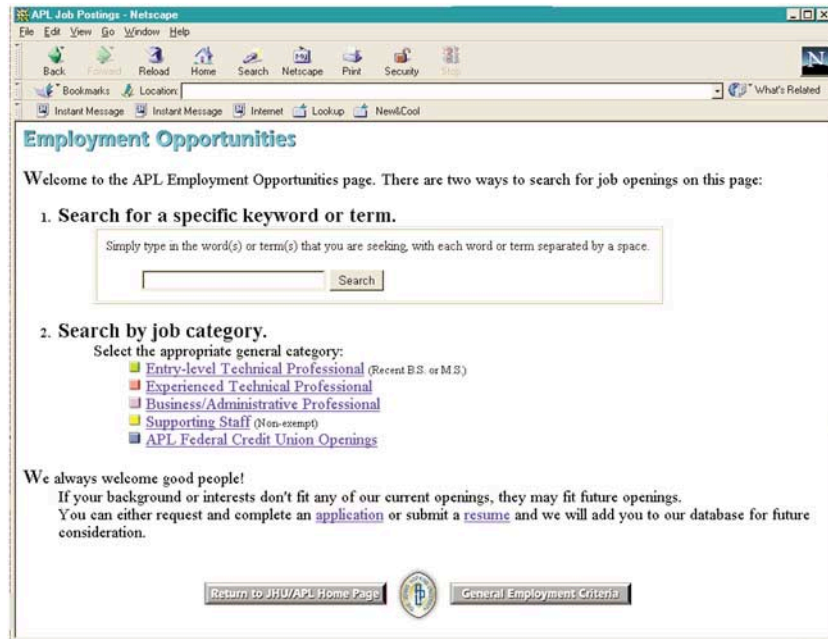 APL Job Postings - Netscape
File Edit View Go Window Help
Back Forward Reload Home Search Netscape Print Security Stop
Bookmarks Location: What's Related
Instant Message Instant Message Internet Lookup New&Cool
Employment Opportunities
Welcome to the APL Employment Opportunities page. There are two ways to search for job openings on this page:
1. Search for a specific keyword or term.
Simply type in the word(s) or term(s) that you are seeking, with each word or term separated by a space.
Search
2. Search by job category.
Select the appropriate general category:
Entry-level Technical Professional (Recent B.S. or M.S.)
Experienced Technical Professional
Business/Administrative Professional
Supporting Staff (Non-exempt)
APL Federal Credit Union Openings
We always welcome good people!
If your background or interests don't fit any of our current openings, they may fit future openings.
You can either request and complete an application or submit a resume and we will add you to our database for future
consideration.
Return to JHU/APL Home Page General Employment Criteria